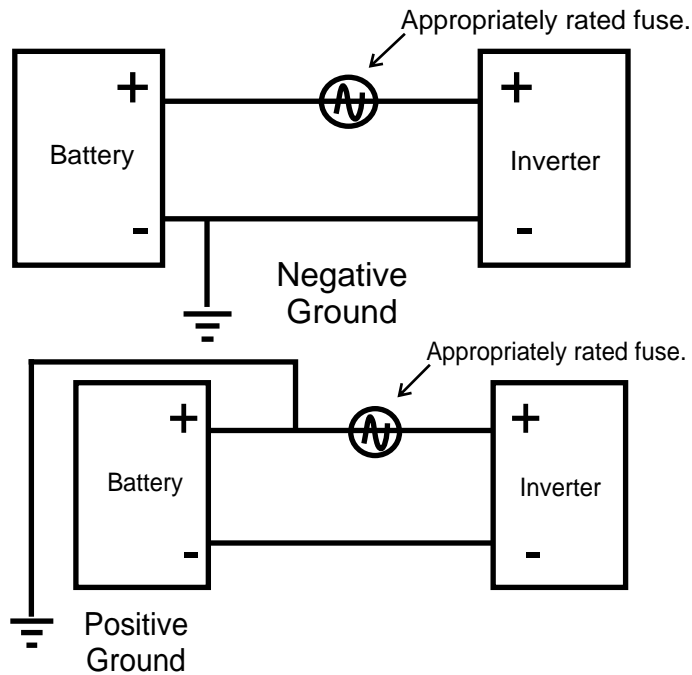 Appropriately rated fuse.
+
+
Battery
Inverter
-
-
Negative
Ground
Appropriately rated fuse.
+
+
Battery
Inverter
-
-
Positive
Ground